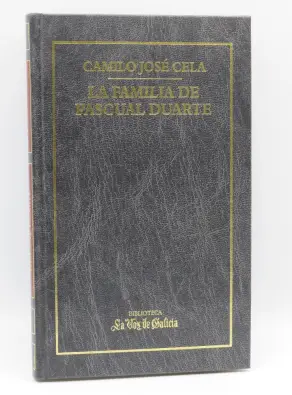 CAMILO JOSÉ CELA
LA FAMILIA DE
PASCUAL DUARTE
BIBLIOTECA
La Voz de Galicia